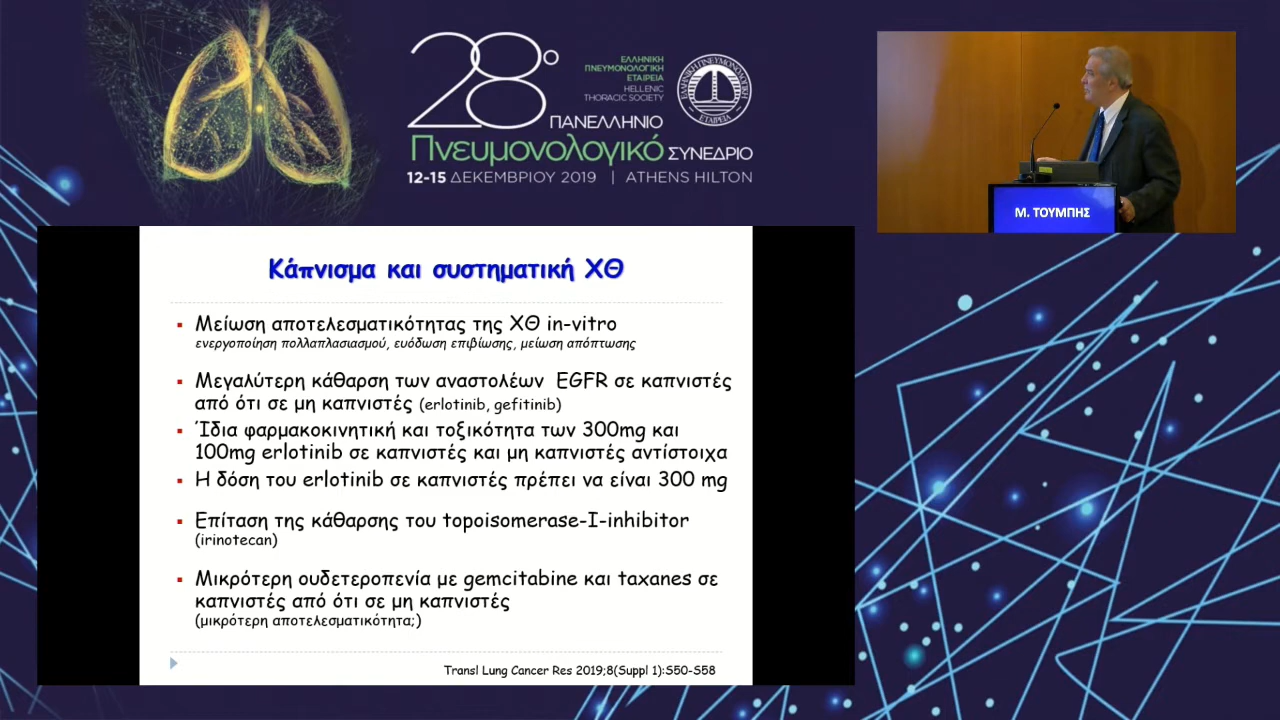 28ο
ΕΛΛΗΝΙΚΗ
ΠΝΕΥΜΟΝΟΛΟΓΙΚΗ
ΕΤΑΙΡΕΙΑ
HELLENIC
THORACIC SOCIETY
ΕΛΛΗΝΙΚΗ ΠΝΕΥΜΟΝΟΛΟΓΙΚΗ ΕΤΑΙΡΕΙΑ
ΠΑΝΕΛΛΗΝΙΟ
Πνευμονολογικό ΣΥΝΕΔΡΙΟ
12-15 ΔΕΚΕΜΒΡΙΟΥ 2019 | ATHENS HILTON
Μ. ΤΟΥΜΠΗΣ
Κάπνισμα και συστηματική ΧΘ
Μείωση αποτελεσματικότητας της ΧΘ in-vitro
ενεργοποίηση πολλαπλασιασμού, ευόδωση επιβίωσης, μείωση απόπτωσης
Μεγαλύτερη κάθαρση των αναστολέων EGFR σε καπνιστές
από ότι σε μη καπνιστές (erlotinib, gefitinib)
Ίδια φαρμακοκινητική και τοξικότητα των 300mg και
100mg erlotinib σε καπνιστές και μη καπνιστές αντίστοιχα
Η δόση του erlotinib σε καπνιστές πρέπει να είναι 300 mg
Επίταση της κάθαρσης του topoisomerase-I-inhibitor
(irinotecan)
Μικρότερη ουδετεροπενία με gemcitabine και taxanes σε
καπνιστές από ότι σε μη καπνιστές
(μικρότερη αποτελεσματικότητα;)
Transl Lung Cancer Res 2019;8(Suppl 1):S50-S58